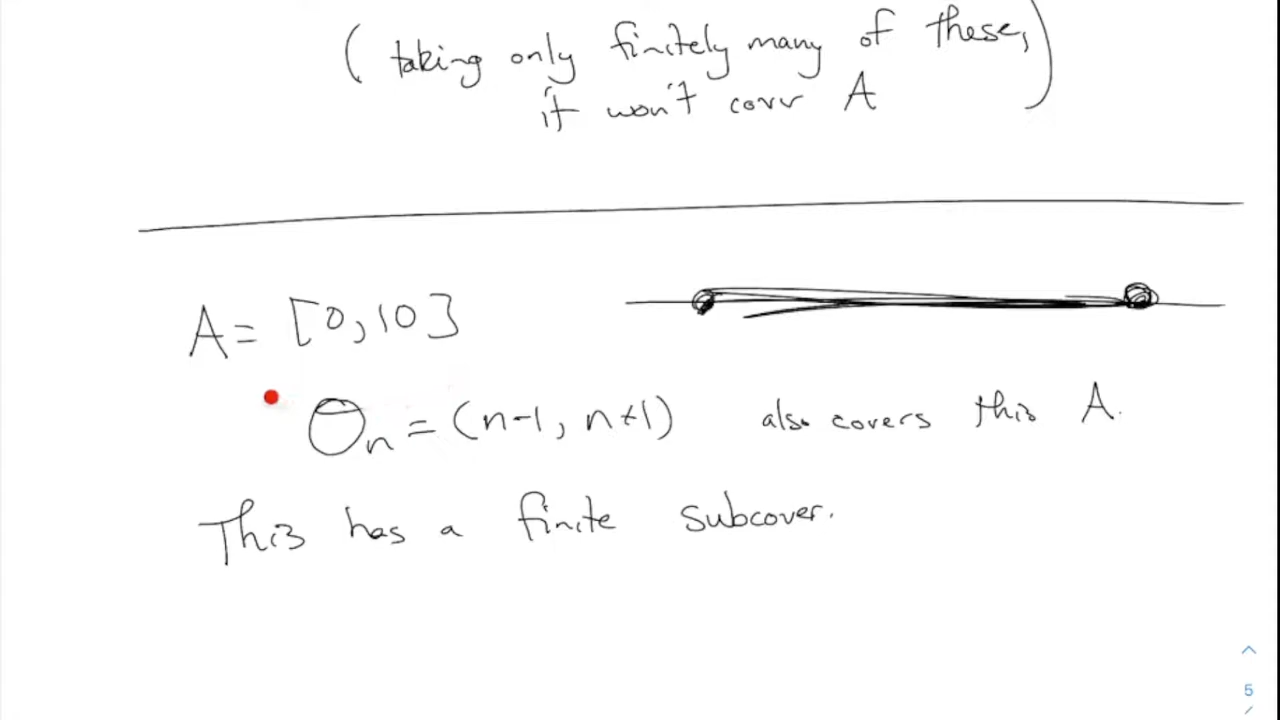 (taking only finitely many of these,
it won't cover A)
A = [0, 10]
O_n = (n-1, n+1) also covers this A.
This has a finite subcover.
5